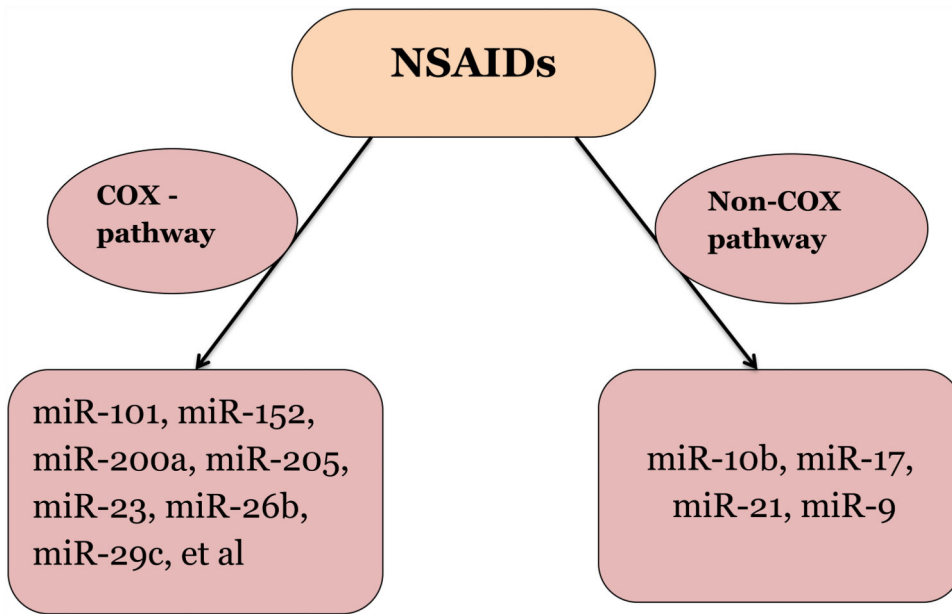 NSAIDs
COX -
pathway
Non-COX
pathway
miR-101, miR-152,
miR-200a, miR-205,
miR-23, miR-26b,
miR-29c, et al
miR-10b, miR-17,
miR-21, miR-9